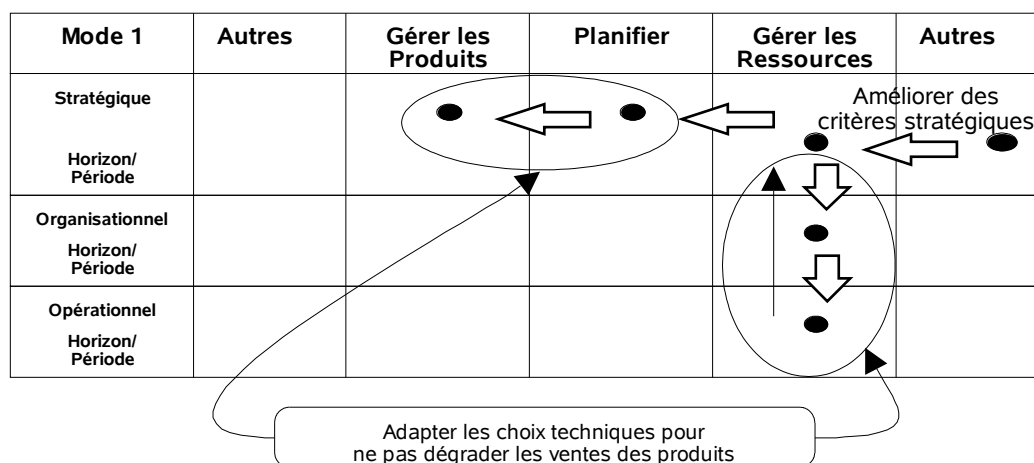 Mode 1
Autres
Gérer les
Produits
Planifier
Gérer les
Ressources
Autres
Stratégique
Horizon/
Période
Améliorer des
critères stratégiques
Organisationnel
Horizon/
Période
Opérationnel
Horizon/
Période
Adapter les choix techniques pour
ne pas dégrader les ventes des produits